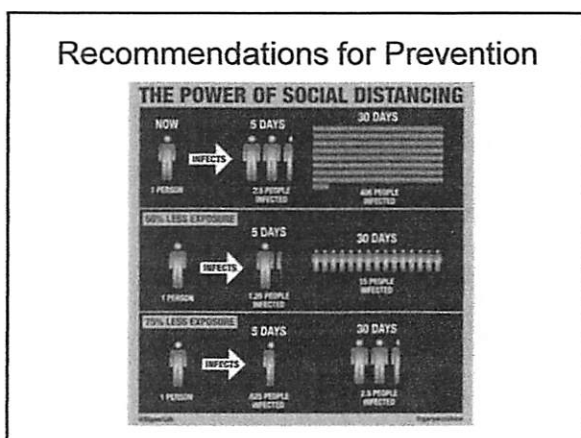 Recommendations for Prevention
THE POWER OF SOCIAL DISTANCING
NOW
5 DAYS
30 DAYS
INFECTS
1 PERSON
2.5 PEOPLE
INFECTED
406 PEOPLE
INFECTED
50% LESS EXPOSURE
5 DAYS
30 DAYS
INFECTS
1 PERSON
1.25 PEOPLE
INFECTED
15 PEOPLE
INFECTED
75% LESS EXPOSURE
5 DAYS
30 DAYS
INFECTS
1 PERSON
.625 PEOPLE
INFECTED
2.5 PEOPLE
INFECTED